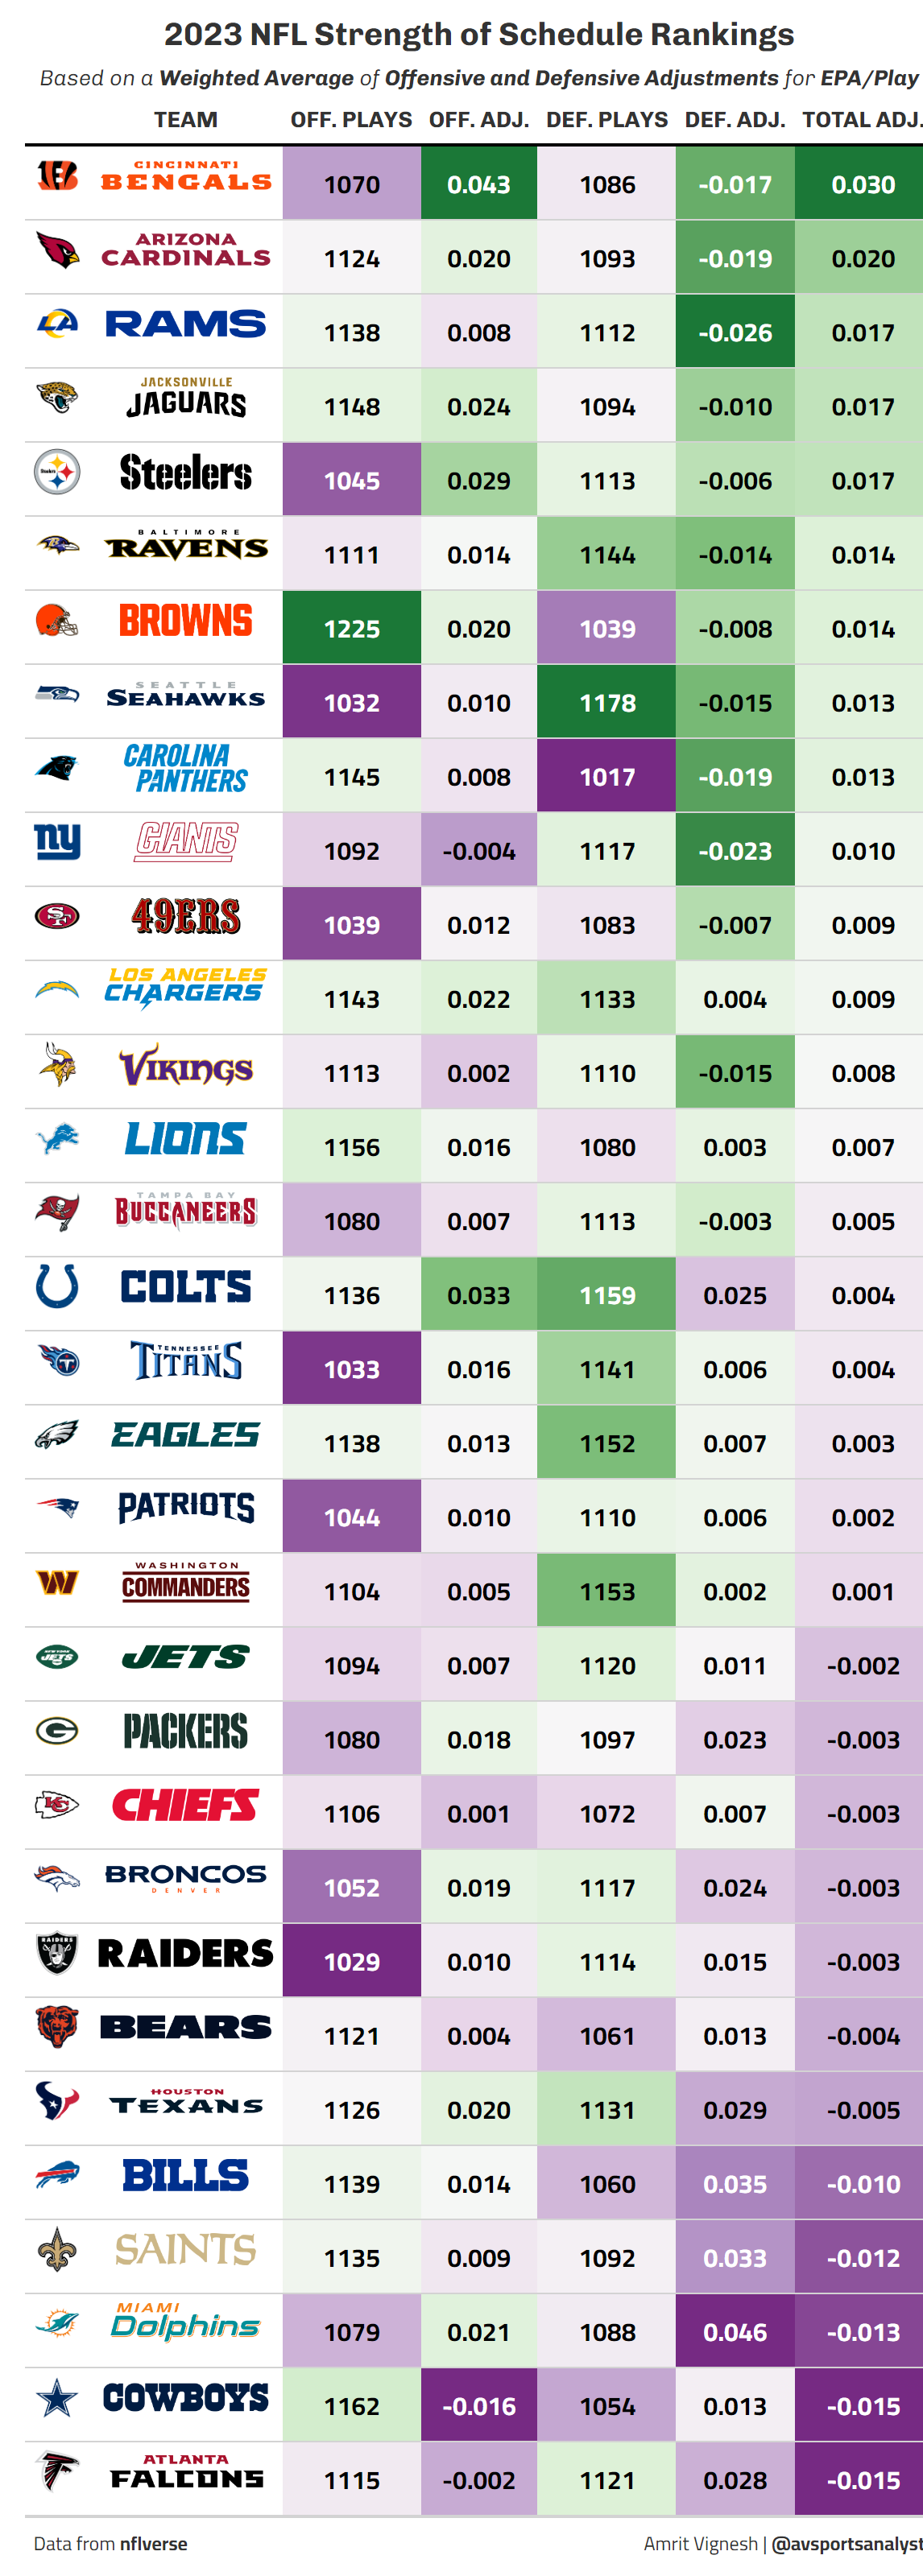 2023 NFL Strength of Schedule Rankings
Based on a Weighted Average of Offensive and Defensive Adjustments for EPA/Play
TEAM OFF. PLAYS OFF. ADJ. DEF. PLAYS DEF. ADJ. TOTAL ADJ.
CINCINNATI BENGALS 1070 0.043 1086 -0.017 0.030
ARIZONA CARDINALS 1124 0.020 1093 -0.019 0.020
LA RAMS 1138 0.008 1112 -0.026 0.017
JACKSONVILLE JAGUARS 1148 0.024 1094 -0.010 0.017
Steelers Steelers 1045 0.029 1113 -0.006 0.017
BALTIMORE RAVENS 1111 0.014 1144 -0.014 0.014
BROWNS 1225 0.020 1039 -0.008 0.014
SEATTLE SEAHAWKS 1032 0.010 1178 -0.015 0.013
CAROLINA PANTHERS 1145 0.008 1017 -0.019 0.013
ny GIANTS 1092 -0.004 1117 -0.023 0.010
SF 49ERS 1039 0.012 1083 -0.007 0.009
LOS ANGELES CHARGERS 1143 0.022 1133 0.004 0.009
VIKINGS 1113 0.002 1110 -0.015 0.008
LIONS 1156 0.016 1080 0.003 0.007
TAMPA BAY BUCCANEERS 1080 0.007 1113 -0.003 0.005
COLTS 1136 0.033 1159 0.025 0.004
T TENNESSEE TITANS 1033 0.016 1141 0.006 0.004
EAGLES 1138 0.013 1152 0.007 0.003
PATRIOTS 1044 0.010 1110 0.006 0.002
W WASHINGTON COMMANDERS 1104 0.005 1153 0.002 0.001
NEW YORK JETS JETS 1094 0.007 1120 0.011 -0.002
G PACKERS 1080 0.018 1097 0.023 -0.003
KC CHIEFS 1106 0.001 1072 0.007 -0.003
BRONCOS DENVER 1052 0.019 1117 0.024 -0.003
RAIDERS RAIDERS 1029 0.010 1114 0.015 -0.003
BEARS 1121 0.004 1061 0.013 -0.004
HOUSTON TEXANS 1126 0.020 1131 0.029 -0.005
BILLS 1139 0.014 1060 0.035 -0.010
SAINTS 1135 0.009 1092 0.033 -0.012
MIAMI Dolphins 1079 0.021 1088 0.046 -0.013
COWBOYS 1162 -0.016 1054 0.013 -0.015
ATLANTA FALCONS 1115 -0.002 1121 0.028 -0.015
Data from nflverse Amrit Vignesh | @avsportsanalyst